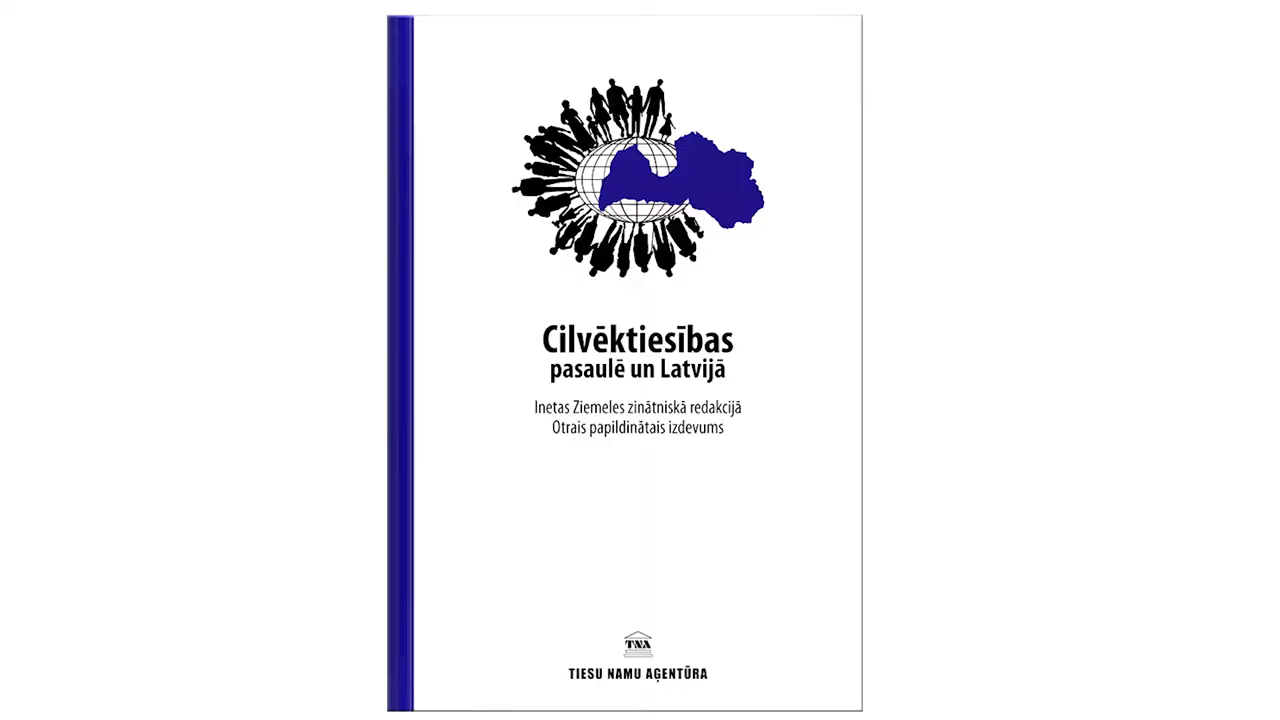 Cilvēktiesības
pasaulē un Latvijā
Inetas Ziemeles zinātniskā redakcijā
Otrais papildinātais izdevums
TNA
TIESU NAMU AĢENTŪRA